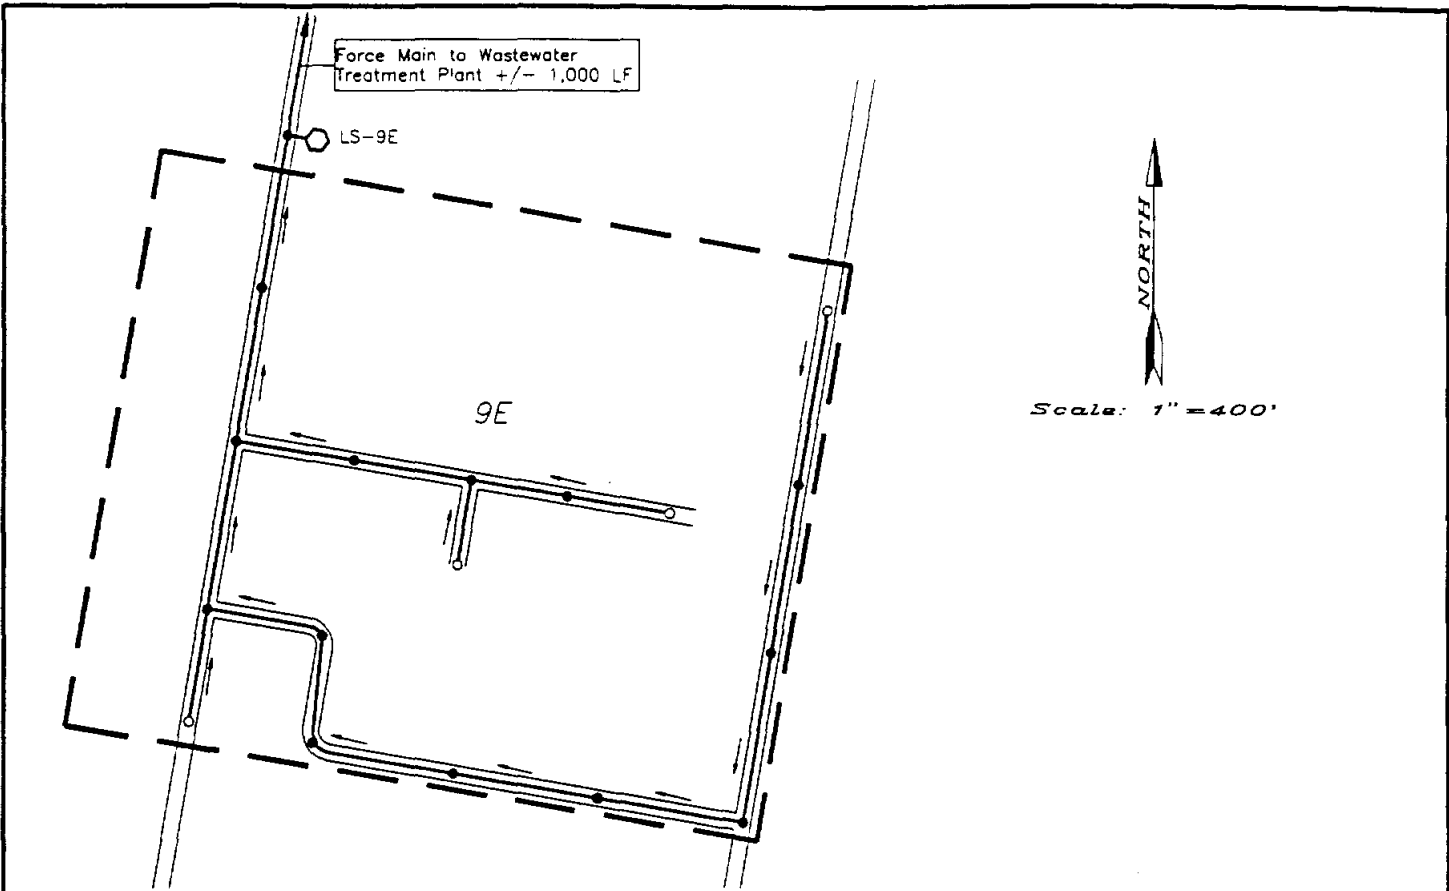 Force Main to Wastewater
Treatment Plant +/- 1,000 LF
LS-9E
NORTH
Scale: 1"=400'
9E